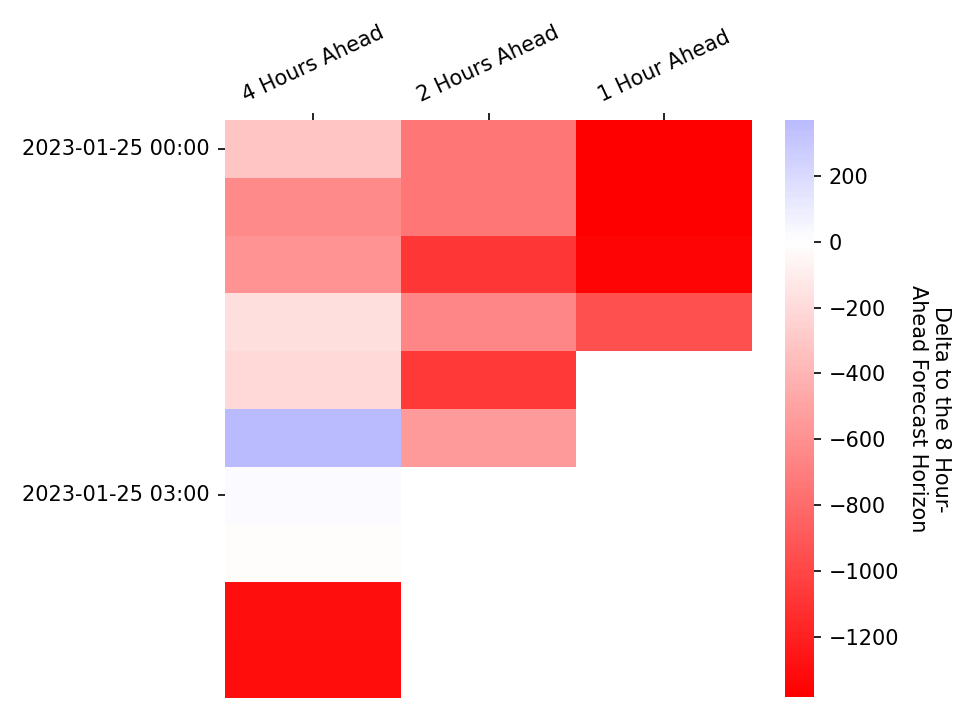 4 Hours Ahead
2 Hours Ahead
1 Hour Ahead
2023-01-25 00:00
2023-01-25 03:00
200
0
−200
−400
−600
−800
−1000
−1200
Delta to the 8 Hour-
Ahead Forecast Horizon